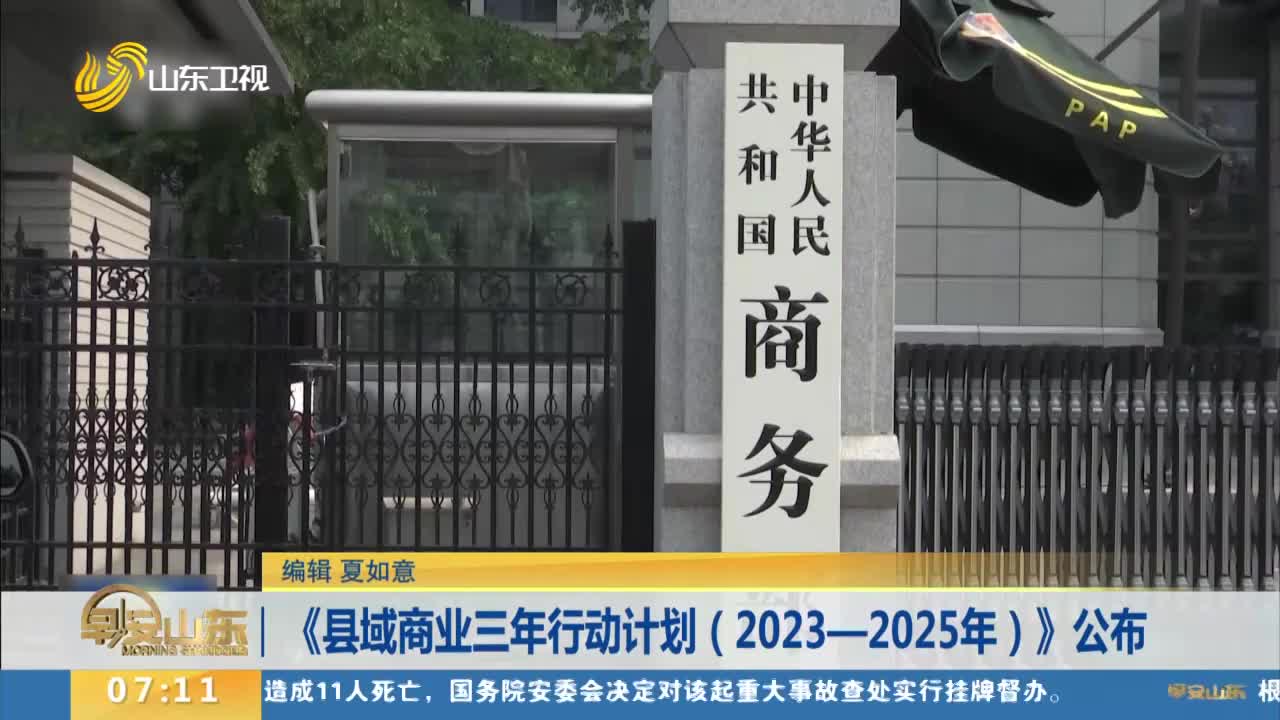 山东卫视
PAP
中华人民
共和国
商务
编辑 夏如意
早安山东
MORNING SHANDONG
《县域商业三年行动计划（2023—2025年）》公布
07:11
造成11人死亡，国务院安委会决定对该起重大事故查处实行挂牌督办。
早安山东
根